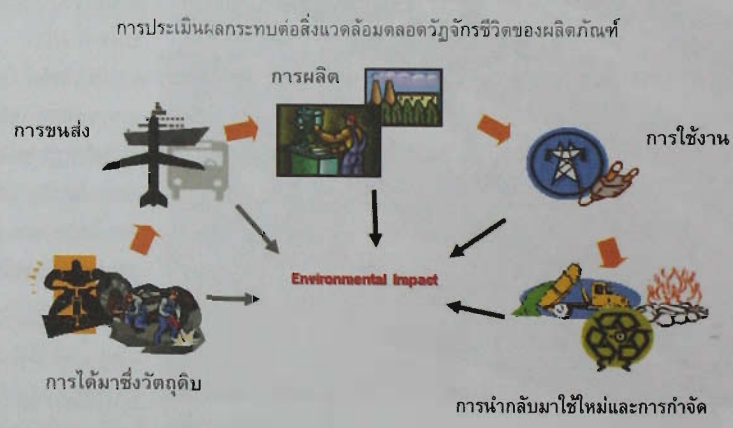 การประเมินผลกระทบต่อสิ่งแวดล้อมตลอดวัฏจักรชีวิตของผลิตภัณฑ์
การผลิต
การขนส่ง
การใช้งาน
Environmental Impact
การได้มาซึ่งวัตถุดิบ
การนำกลับมาใช้ใหม่และการกำจัด